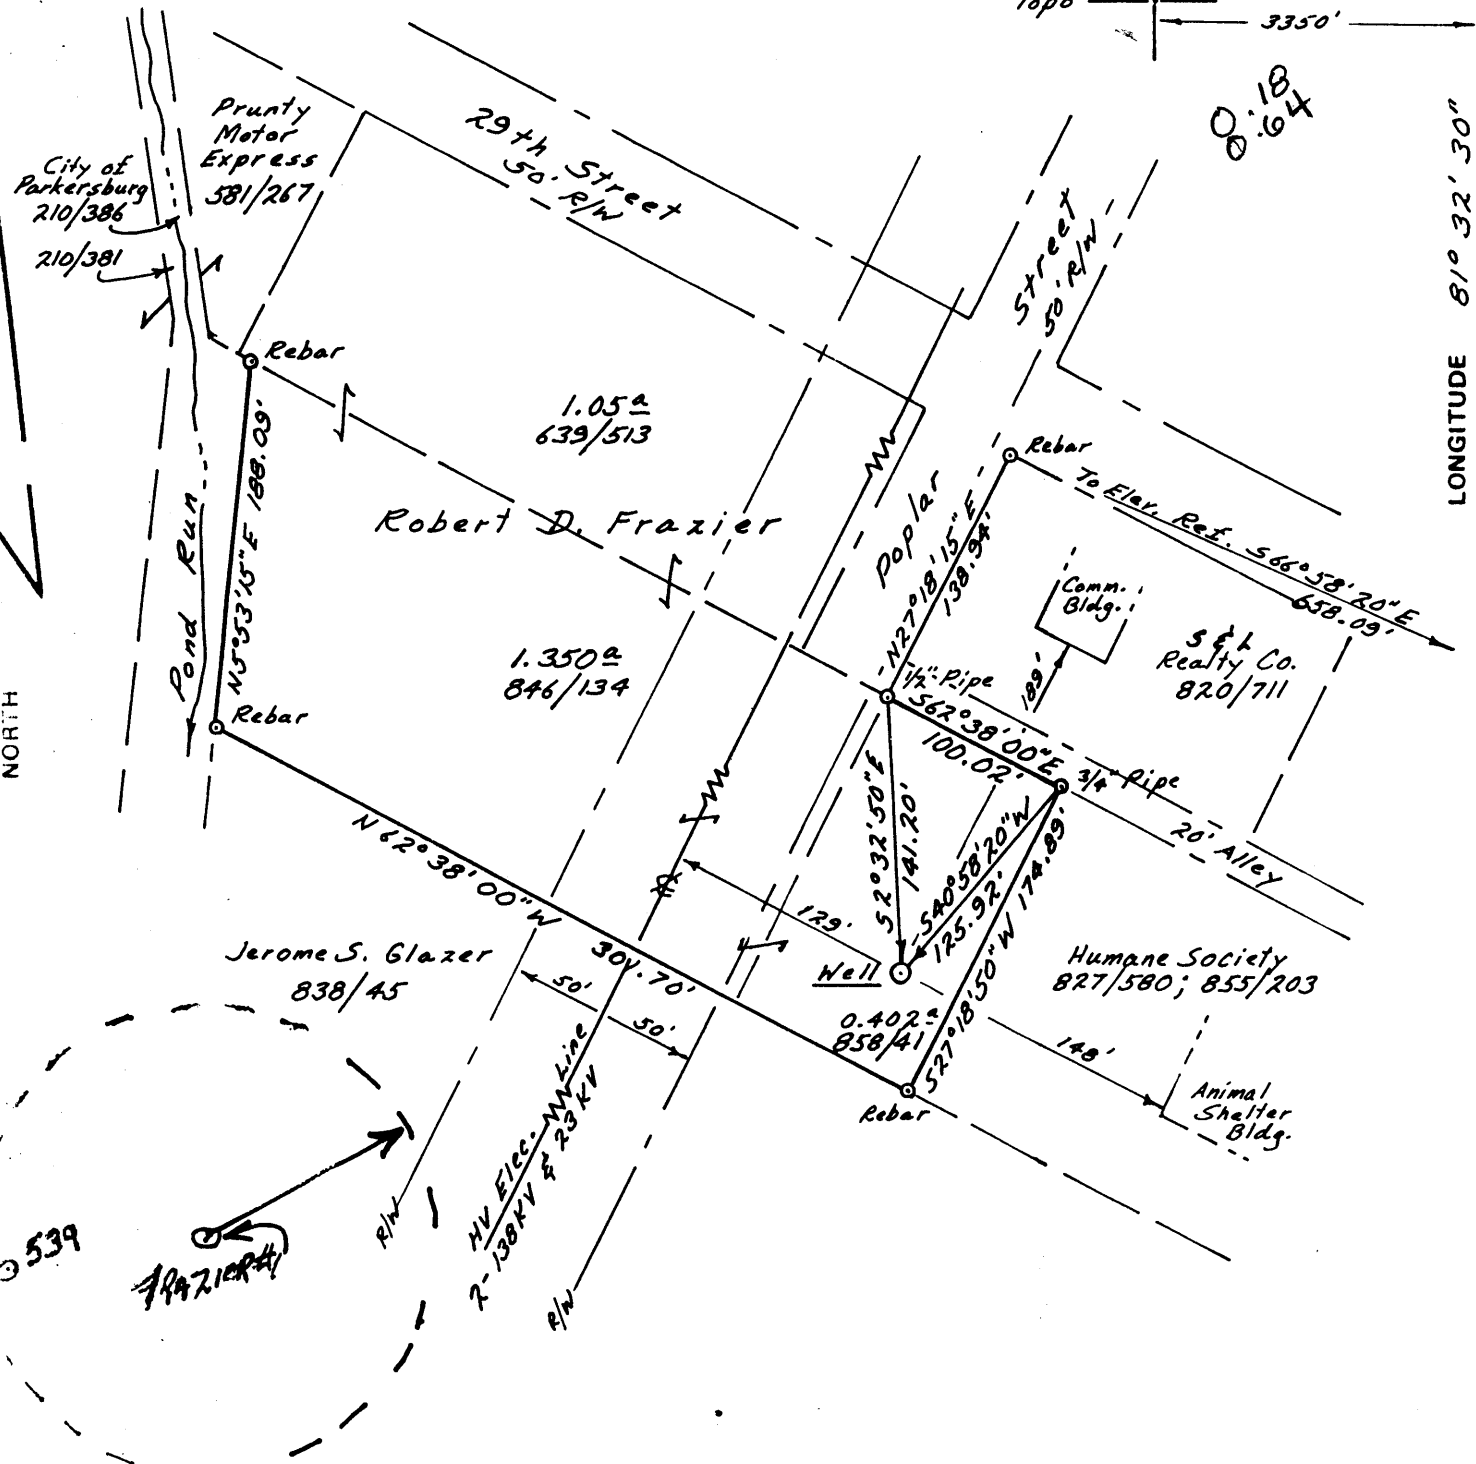 Topo
3350'
0.18
0.64
81° 32' 30"
LONGITUDE
Prunty
Motor
Express
581/267
City of
Parkersburg
210/386
210/381
29th Street
50' R/W
Street
50' R/W
Rebar
1.05 a
639/513
Rebar
Poplar
To Elev. Ref. S66°58'20"E
658.09'
Robert D. Frazier
N27°18'15"E
138.94'
Comm.
Bldg.
S & L
Realty Co.
820/711
Pond Run
N5°53'15"E 188.09'
1.350 a
846/134
1/2" Pipe
189'
S62°38'00"E
100.02'
3/4" Pipe
Rebar
NORTH
20' Alley
N62°38'00"W
301.70'
S2°32'50"E
141.20'
S40°58'20"W
125.92'
S27°18'50"W 174.89'
129'
Jerome S. Glazer
838/45
Well
Humane Society
827/580; 855/203
50'
50'
0.402 a
858/41
148'
Rebar
Animal
Shelter
Bldg.
HV Elec. Line
2-138KV & 23KV
R/W
R/W
539
FRAZIER#1